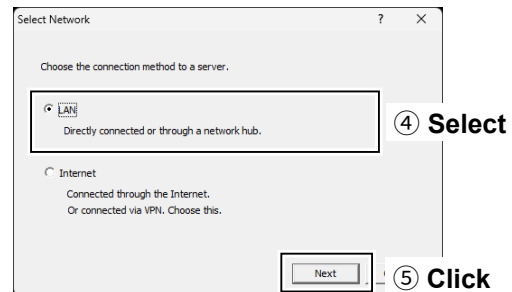 Select Network ? ×
Choose the connection method to a server.
LAN
Directly connected or through a network hub.
④ Select
Internet
Connected through the Internet.
Or connected via VPN. Choose this.
Next
⑤ Click